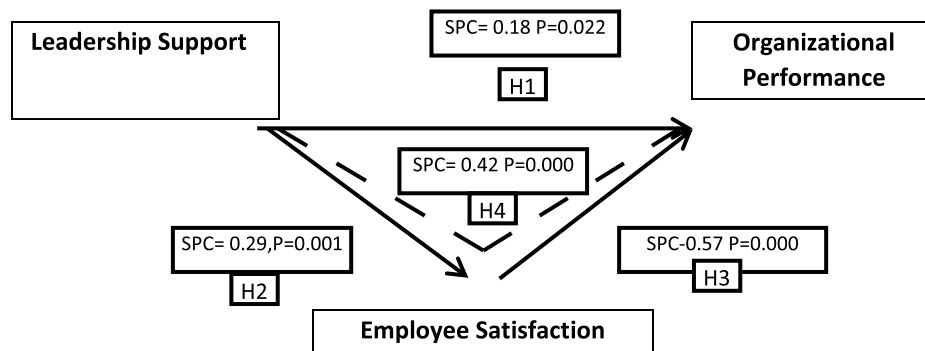 SPC= 0.18 P=0.022
Leadership Support
Organizational
Performance
H1
SPC= 0.42 P=0.000
H4
SPC= 0.29,P=0.001
H2
SPC-0.57 P=0.000
H3
Employee Satisfaction